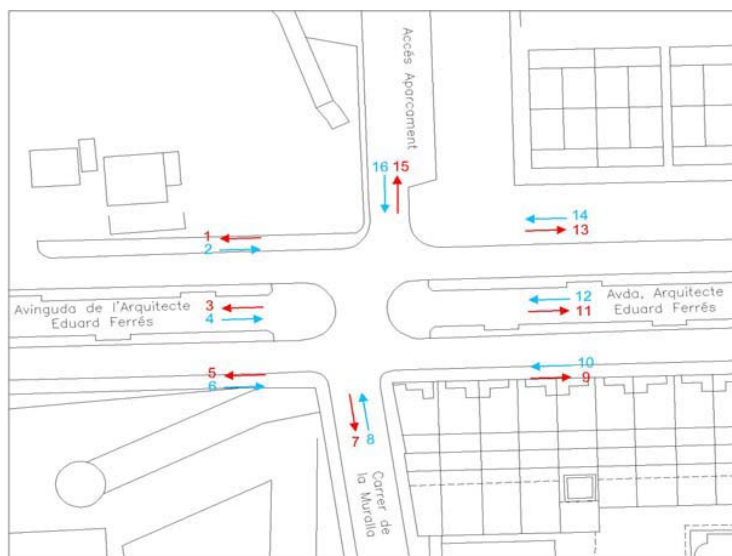 Accés Aparcament
16 15
1
2
14
13
Avinguda de l'Arquitecte
Eduard Ferrés
3
4
12
11
Avda. Arquitecte
Eduard Ferrés
5
6
10
9
7 8
Carrer de
la Muralla